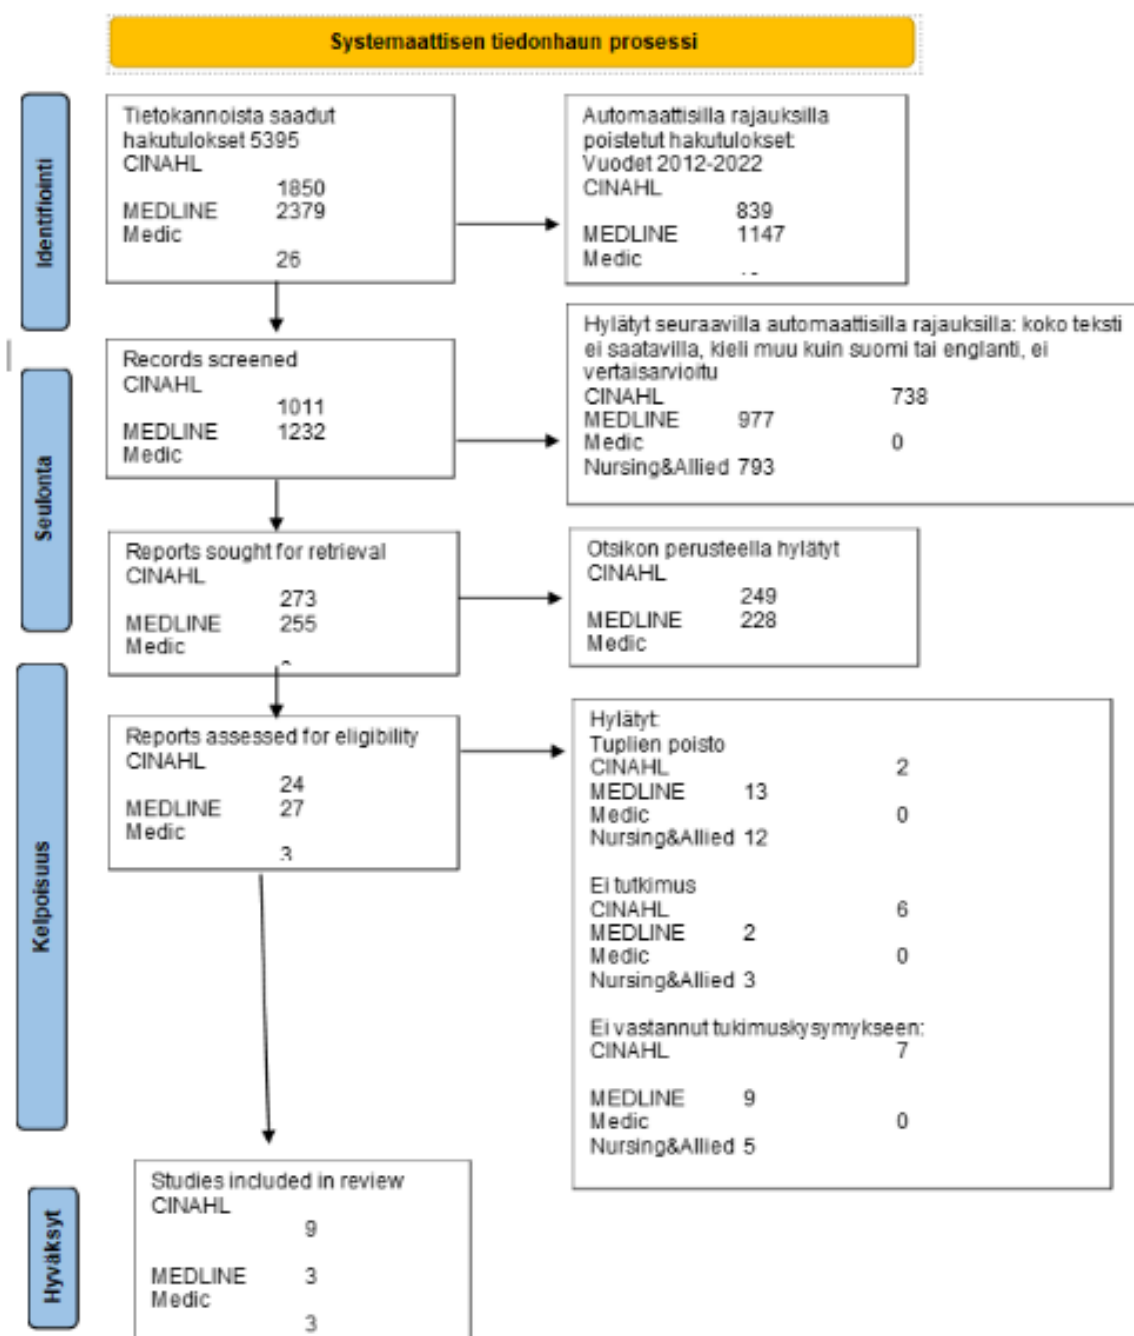 Systemaattisen tiedonhaun prosessi
Identifiointi
Tietokannoista saadut
hakutulokset 5395
CINAHL
1850
MEDLINE 2379
Medic
26
Automaattisilla rajauksilla
poistetut hakutulokset:
Vuodet 2012-2022
CINAHL
839
MEDLINE 1147
Medic
Seulonta
Records screened
CINAHL
1011
MEDLINE 1232
Medic
Hylätyt seuraavilla automaattisilla rajauksilla: koko teksti
ei saatavilla, kieli muu kuin suomi tai englanti, ei
vertaisarvioitu
CINAHL 738
MEDLINE 977
Medic 0
Nursing&Allied 793
Reports sought for retrieval
CINAHL
273
MEDLINE 255
Medic
Otsikon perusteella hylätyt
CINAHL
249
MEDLINE 228
Medic
Kelpoisuus
Reports assessed for eligibility
CINAHL
24
MEDLINE 27
Medic
3
Hylätyt:
Tuplien poisto
CINAHL 2
MEDLINE 13
Medic 0
Nursing&Allied 12
Ei tutkimus
CINAHL 6
MEDLINE 2
Medic 0
Nursing&Allied 3
Ei vastannut tukimuskysymykseen:
CINAHL 7
MEDLINE 9
Medic 0
Nursing&Allied 5
Hyväksyt
Studies included in review
CINAHL
9
MEDLINE 3
Medic
3